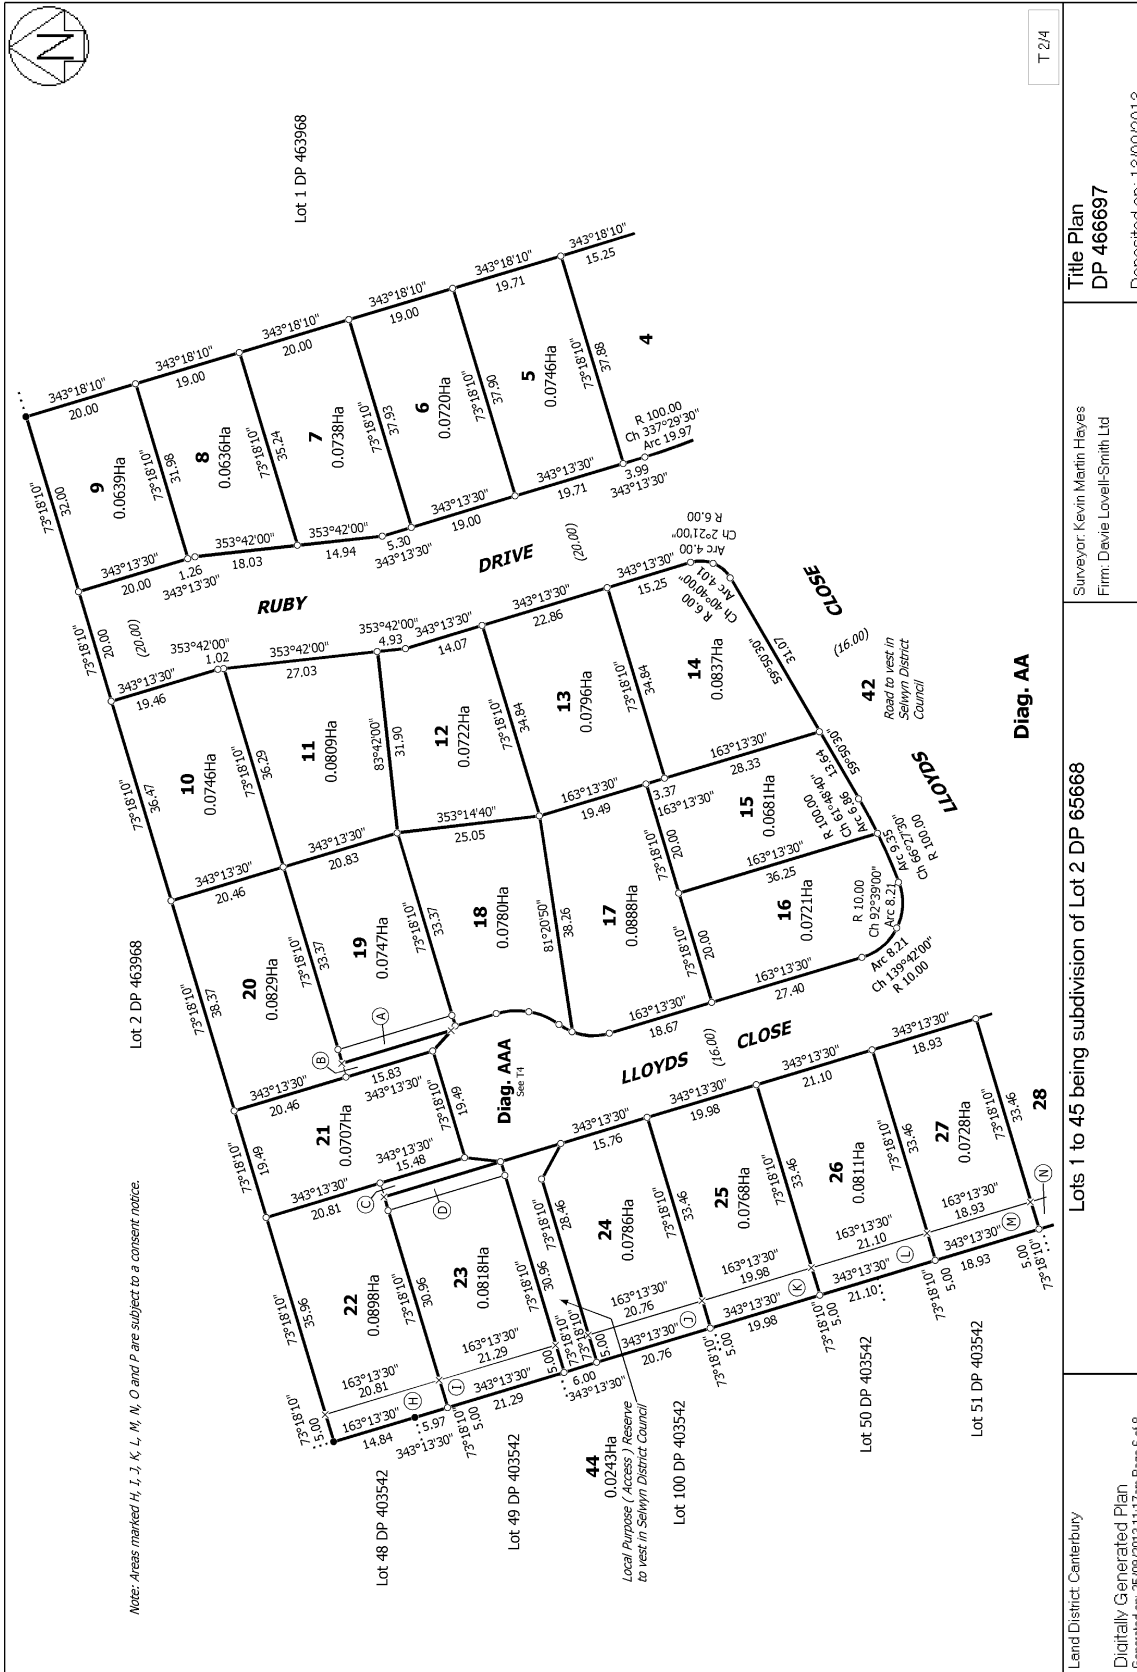 N
T 2/4
Note: Areas marked H, I, J, K, L, M, N, O and P are subject to a consent notice.
Lot 2 DP 463968
Lot 1 DP 463968
73°18'10"
5.00
73°18'10"
35.96
73°18'10"
19.49
73°18'10"
38.37
73°18'10"
36.47
73°18'10"
20.00
73°18'10"
32.00
343°18'10"
20.00
343°18'10"
19.00
343°18'10"
20.00
343°18'10"
19.00
343°18'10"
19.71
343°18'10"
15.25
9
0.0639Ha
73°18'10"
31.98
8
0.0636Ha
73°18'10"
35.24
7
0.0738Ha
73°18'10"
37.93
6
0.0720Ha
73°18'10"
37.90
5
0.0746Ha
73°18'10"
37.88
4
343°13'30"
20.00
1.26
343°13'30"
353°42'00"
18.03
353°42'00"
14.94
5.30
343°13'30"
19.00
343°13'30"
19.71
3.99
343°13'30"
R 100.00
Ch 337°29'30"
Arc 19.97
(20.00)
RUBY
DRIVE
(20.00)
343°13'30"
19.46
353°42'00"
1.02
353°42'00"
27.03
353°42'00"
4.93
343°13'30"
14.07
343°13'30"
22.86
343°13'30"
15.25
Arc 4.00
Ch 2°21'00"
R 6.00
R 6.00
Ch 40°40'00"
Arc 4.01
10
0.0746Ha
73°18'10"
36.29
11
0.0809Ha
83°42'00"
31.90
12
0.0722Ha
73°18'10"
34.84
13
0.0796Ha
73°18'10"
34.84
14
0.0837Ha
59°50'30"
31.07
343°13'30"
20.46
343°13'30"
20.83
353°14'40"
25.05
163°13'30"
19.49
3.37
163°13'30"
163°13'30"
28.33
59°50'30"
13.64
R 100.00
Ch 61°48'40"
Arc 6.86
Arc 9.35
Ch 66°27'30"
R 100.00
15
0.0681Ha
73°18'10"
20.00
163°13'30"
36.25
16
0.0721Ha
R 10.00
Ch 92°39'00"
Arc 8.21
Arc 8.21
Ch 139°42'00"
R 10.00
73°18'10"
20.00
163°13'30"
27.40
17
0.0888Ha
81°20'50"
38.26
163°13'30"
18.67
18
0.0780Ha
73°18'10"
33.37
19
0.0747Ha
73°18'10"
33.37
20
0.0829Ha
A
B
343°13'30"
20.46
15.83
343°13'30"
21
0.0707Ha
73°18'10"
19.49
343°13'30"
20.81
343°13'30"
15.48
C
D
Diag. AAA
See T4
LLOYDS
CLOSE
(16.00)
LLOYDS
CLOSE
(16.00)
42
Road to vest in
Selwyn District
Council
Diag. AA
22
0.0898Ha
73°18'10"
30.96
163°13'30"
20.81
H
163°13'30"
14.84
5.97
343°13'30"
73°18'10"
5.00
23
0.0818Ha
73°18'10"
30.96
163°13'30"
21.29
I
343°13'30"
21.29
5.00
73°18'10"
6.00
343°13'30"
73°18'10"
5.00
28.46
73°18'10"
24
0.0786Ha
343°13'30"
15.76
73°18'10"
33.46
163°13'30"
20.76
J
343°13'30"
20.76
73°18'10"
5.00
25
0.0768Ha
343°13'30"
19.98
73°18'10"
33.46
163°13'30"
19.98
K
343°13'30"
19.98
73°18'10"
5.00
26
0.0811Ha
343°13'30"
21.10
73°18'10"
33.46
163°13'30"
21.10
L
343°13'30"
21.10
73°18'10"
5.00
27
0.0728Ha
343°13'30"
18.93
73°18'10"
33.46
163°13'30"
18.93
M
343°13'30"
18.93
5.00
73°18'10"
N
28
44
0.0243Ha
Local Purpose ( Access ) Reserve
to vest in Selwyn District Council
Lot 48 DP 403542
Lot 49 DP 403542
Lot 100 DP 403542
Lot 50 DP 403542
Lot 51 DP 403542
Land District: Canterbury
Digitally Generated Plan
Lots 1 to 45 being subdivision of Lot 2 DP 65668
Surveyor: Kevin Martin Hayes
Firm: Davie Lovell-Smith Ltd
Title Plan
DP 466697